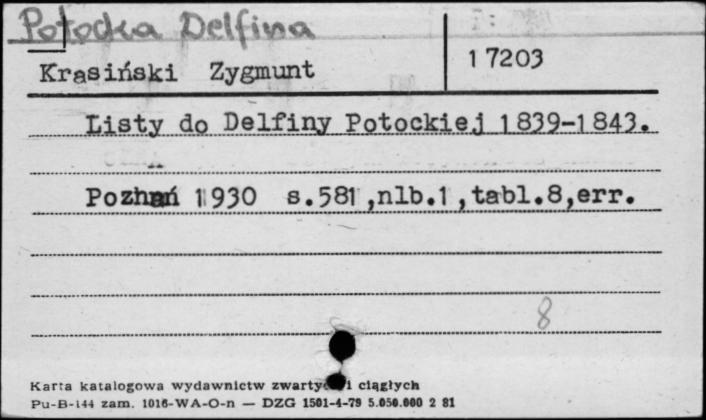 Potocka Delfina
Krasiński Zygmunt 17203
Listy do Delfiny Potockiej 1839-1843.
Poznań 1930 s.581,nlb.1,tabl.8,err.
8
Karta katalogowa wydawnictw zwartych i ciągłych
Pu-B-144 zam. 1016-WA-O-n — DZG 1501-4-79 5.050.000 2 81